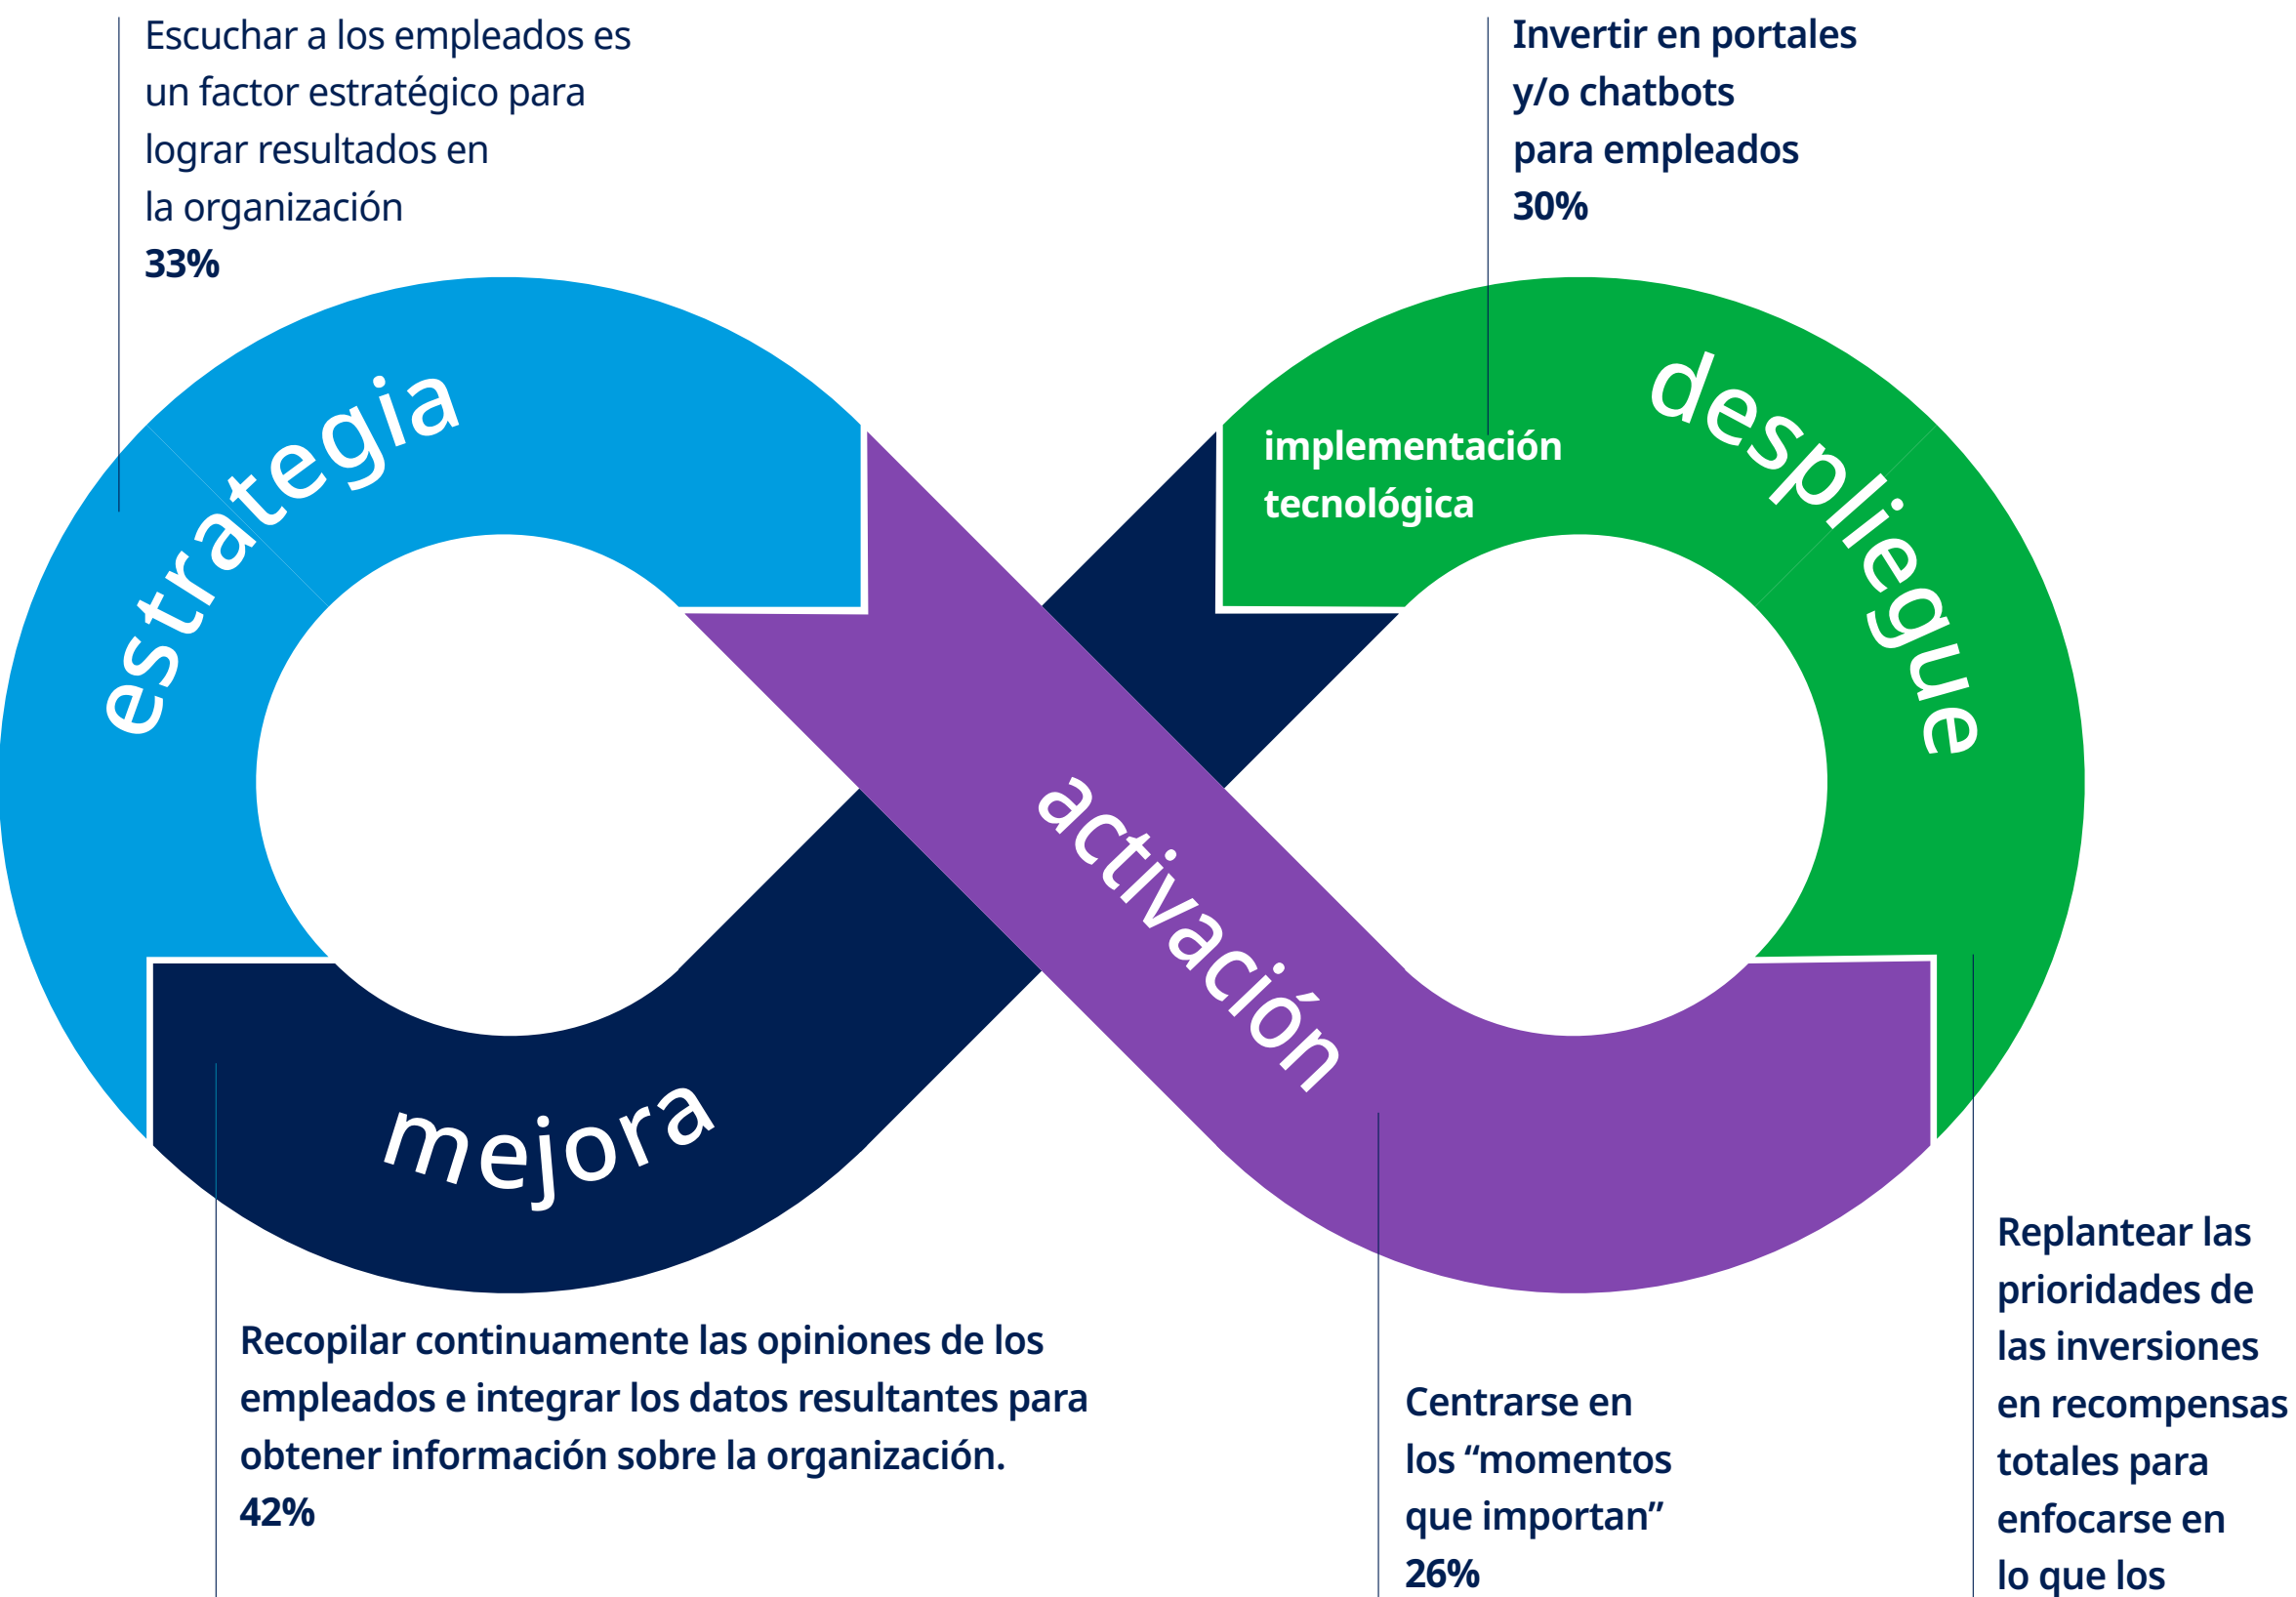 Escuchar a los empleados es
un factor estratégico para
lograr resultados en
la organización
33%
Invertir en portales
y/o chatbots
para empleados
30%
estrategia
implementación
tecnológica
despliegue
activación
mejora
Recopilar continuamente las opiniones de los
empleados e integrar los datos resultantes para
obtener información sobre la organización.
42%
Centrarse en
los “momentos
que importan”
26%
Replantear las
prioridades de
las inversiones
en recompensas
totales para
enfocarse en
lo que los